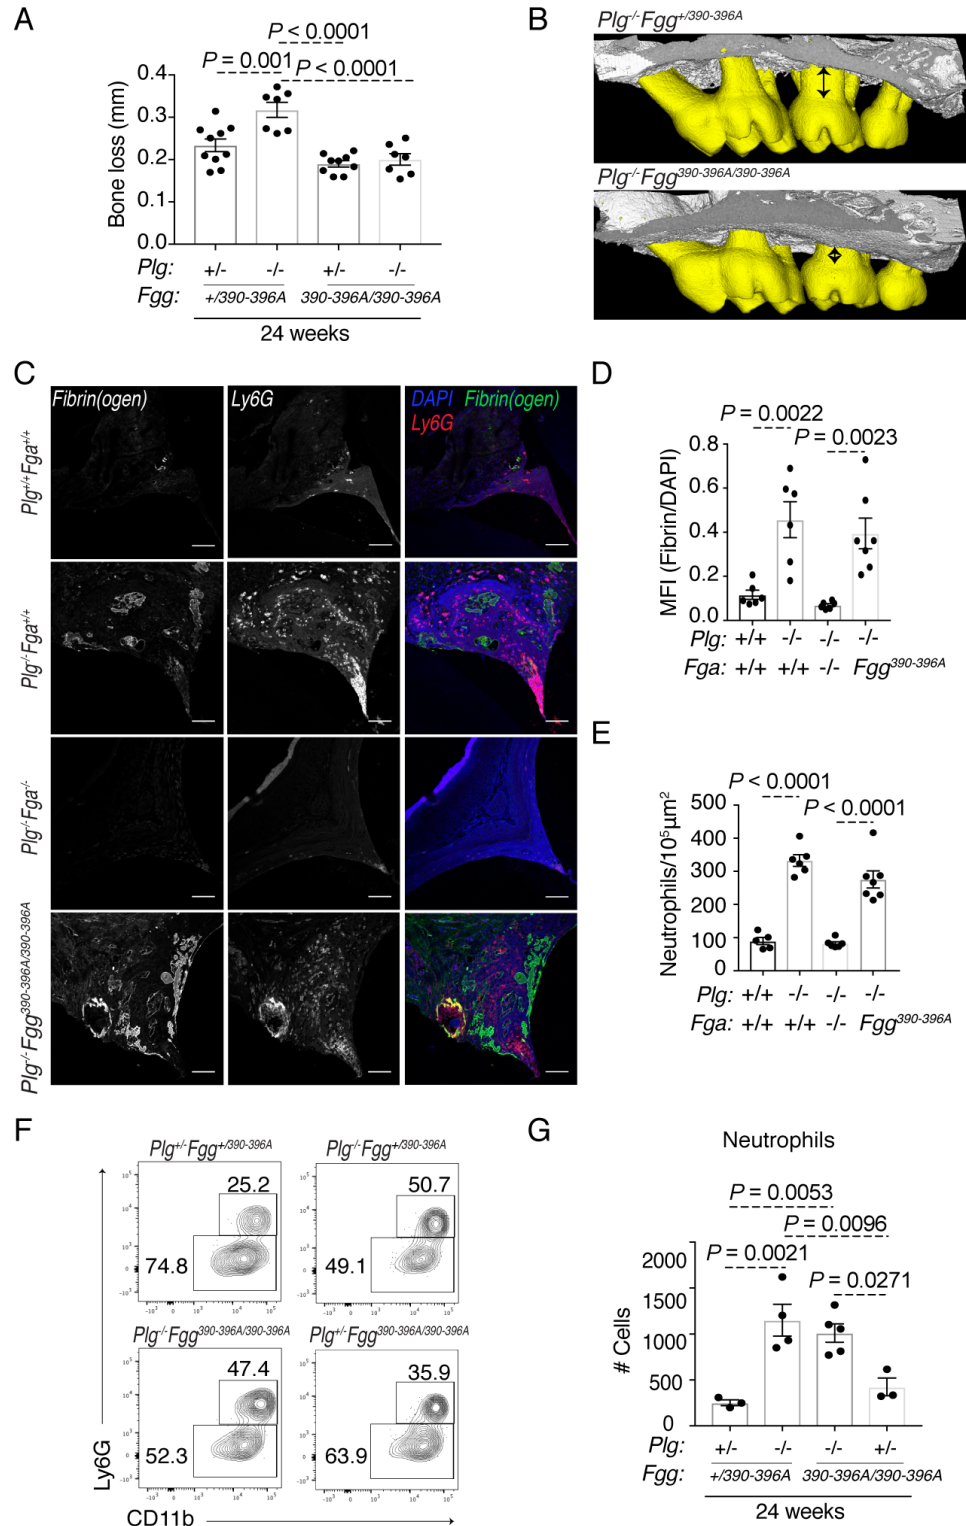 A
P < 0.0001
P = 0.001
P < 0.0001
Bone loss (mm)
0.4
0.3
0.2
0.1
0.0
Plg: +/- -/- +/- -/-
Fgg: +/390-396A 390-396A/390-396A
24 weeks
B
Plg-/-Fgg+/390-396A
Plg-/-Fgg390-396A/390-396A
C
Fibrin(ogen) Ly6G DAPI Fibrin(ogen)
Ly6G
Plg+/+Fga+/+
Plg-/-Fga+/+
Plg-/-Fga-/-
Plg-/-Fgg390-396A/390-396A
D
P = 0.0022
P = 0.0023
MFI (Fibrin/DAPI)
0.8
0.6
0.4
0.2
0.0
Plg: +/+ -/- -/- -/-
Fga: +/+ +/+ -/- Fgg390-396A
E
P < 0.0001
P < 0.0001
Neutrophils/10⁵µm²
500
400
300
200
100
0
Plg: +/+ -/- -/- -/-
Fga: +/+ +/+ -/- Fgg390-396A
F
Plg+/-Fgg+/390-396A Plg-/-Fgg+/390-396A
25.2 50.7
74.8 49.1
Plg-/-Fgg390-396A/390-396A Plg+/-Fgg390-396A/390-396A
47.4 35.9
52.3 63.9
Ly6G
CD11b
G
Neutrophils
P = 0.0053
P = 0.0096
P = 0.0021
P = 0.0271
# Cells
2000
1500
1000
500
0
Plg: +/- -/- -/- +/-
Fgg: +/390-396A 390-396A/390-396A
24 weeks